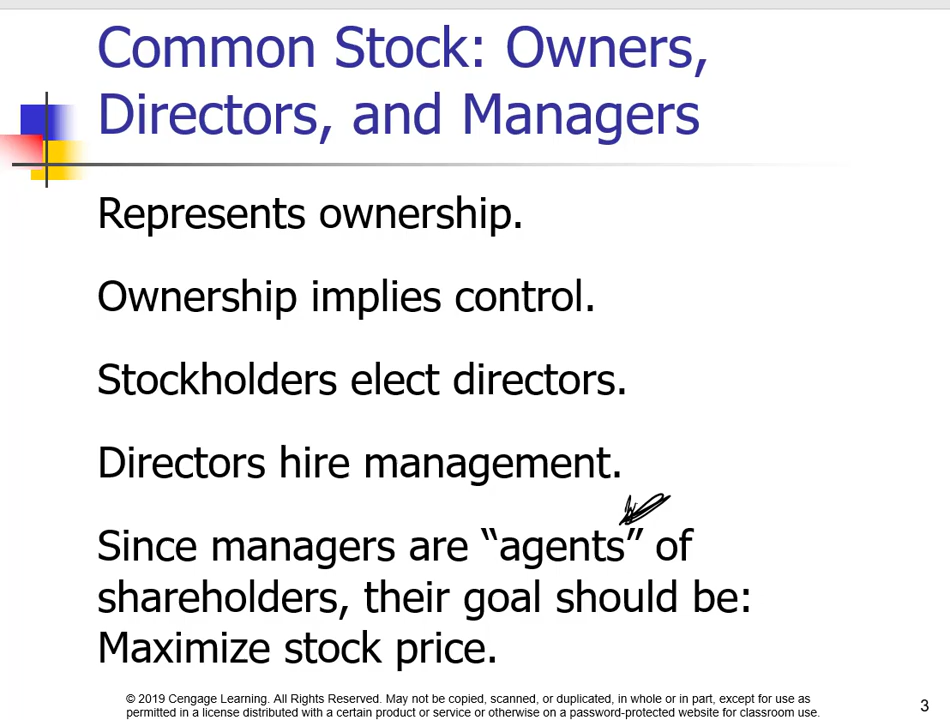 Common Stock: Owners,
Directors, and Managers
Represents ownership.
Ownership implies control.
Stockholders elect directors.
Directors hire management.
Since managers are “agents” of
shareholders, their goal should be:
Maximize stock price.
© 2019 Cengage Learning. All Rights Reserved. May not be copied, scanned, or duplicated, in whole or in part, except for use as
permitted in a license distributed with a certain product or service or otherwise on a password-protected website for classroom use.
3